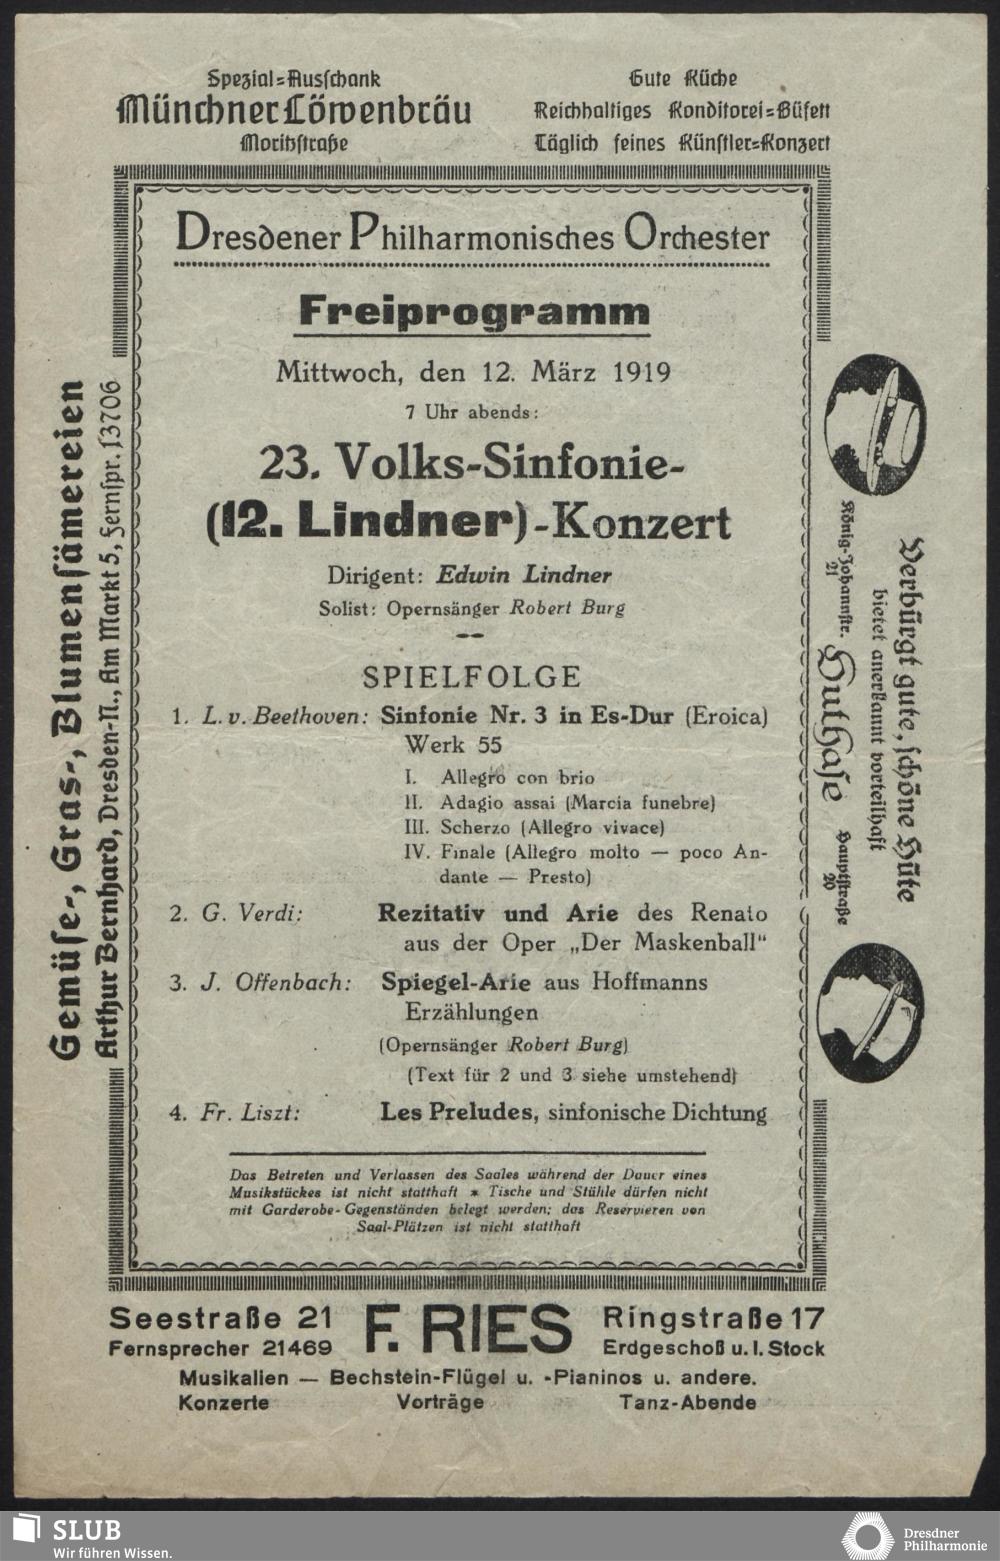 Spezial=Ausschank
Münchner Löwenbräu
Moritzstraße
Gute Küche
Reichhaltiges Konditorei=Büfett
Täglich feines Künstler=Konzert
Dresdener Philharmonisches Orchester
Freiprogramm
Mittwoch, den 12. März 1919
7 Uhr abends:
23. Volks-Sinfonie-
(12. Lindner)-Konzert
Dirigent: Edwin Lindner
Solist: Opernsänger Robert Burg
SPIELFOLGE
1. L. v. Beethoven: Sinfonie Nr. 3 in Es-Dur (Eroica)
Werk 55
I. Allegro con brio
II. Adagio assai (Marcia funebre)
III. Scherzo (Allegro vivace)
IV. Finale (Allegro molto — poco An-
dante — Presto)
2. G. Verdi: Rezitativ und Arie des Renato
aus der Oper „Der Maskenball“
3. J. Offenbach: Spiegel-Arie aus Hoffmanns
Erzählungen
(Opernsänger Robert Burg)
(Text für 2 und 3 siehe umstehend)
4. Fr. Liszt: Les Preludes, sinfonische Dichtung
Das Betreten und Verlassen des Saales während der Dauer eines
Musikstückes ist nicht statthaft * Tische und Stühle dürfen nicht
mit Garderobe-Gegenständen belegt werden; das Reservieren von
Saal-Plätzen ist nicht statthaft
Gemüse-, Gras-, Blumensämereien
Arthur Bernhard, Dresden-N., Am Markt 5, Fernspr. 13706
Verbürgt gute, schöne Hüte
bietet anerkannt vorteilhaft
König-Johannstr. 21 Huthase Hauptstraße 20
Seestraße 21 F. RIES Ringstraße 17
Fernsprecher 21469 Erdgeschoß u. I. Stock
Musikalien — Bechstein-Flügel u. -Pianinos u. andere.
Konzerte Vorträge Tanz-Abende
SLUB
Wir führen Wissen.
Dresdner
Philharmonie